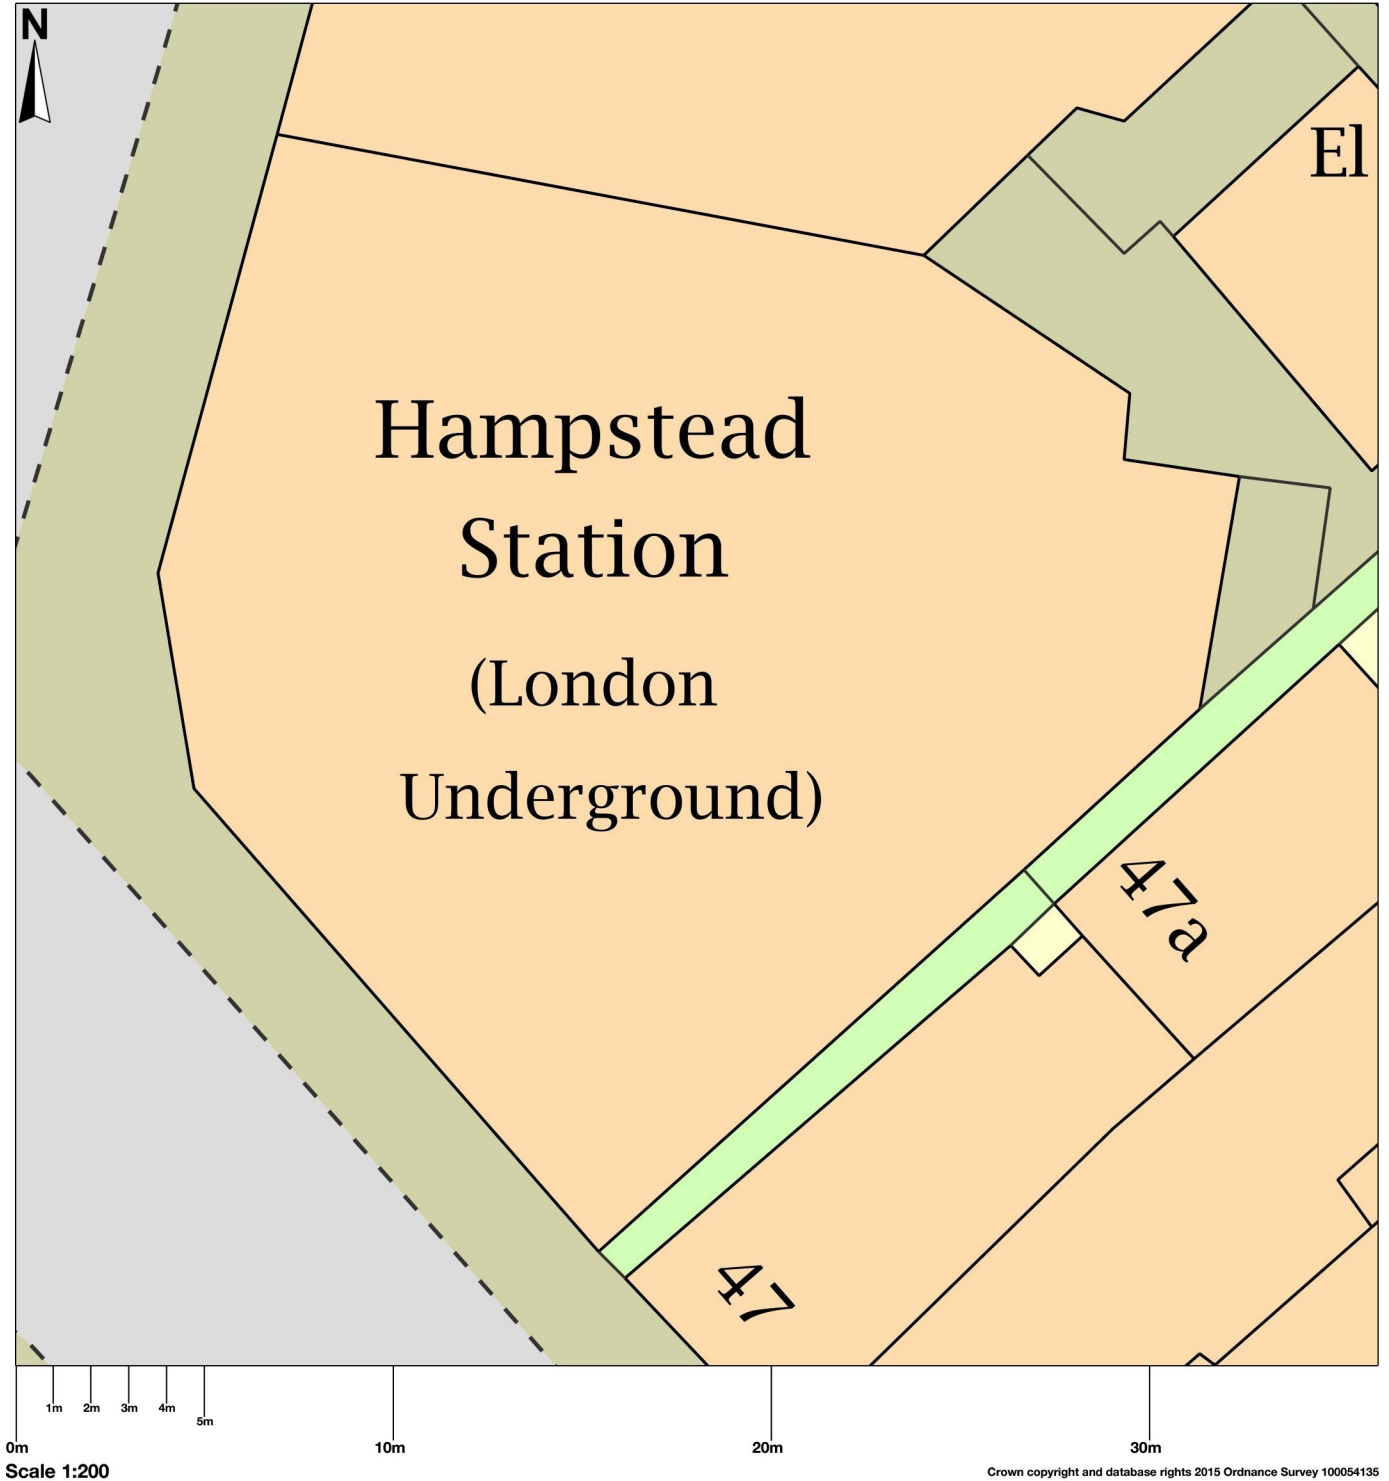 N
El
Hampstead
Station
(London
Underground)
47a
47
1m 2m 3m 4m
5m
0m 10m 20m 30m
Scale 1:200
Crown copyright and database rights 2015 Ordnance Survey 100054135